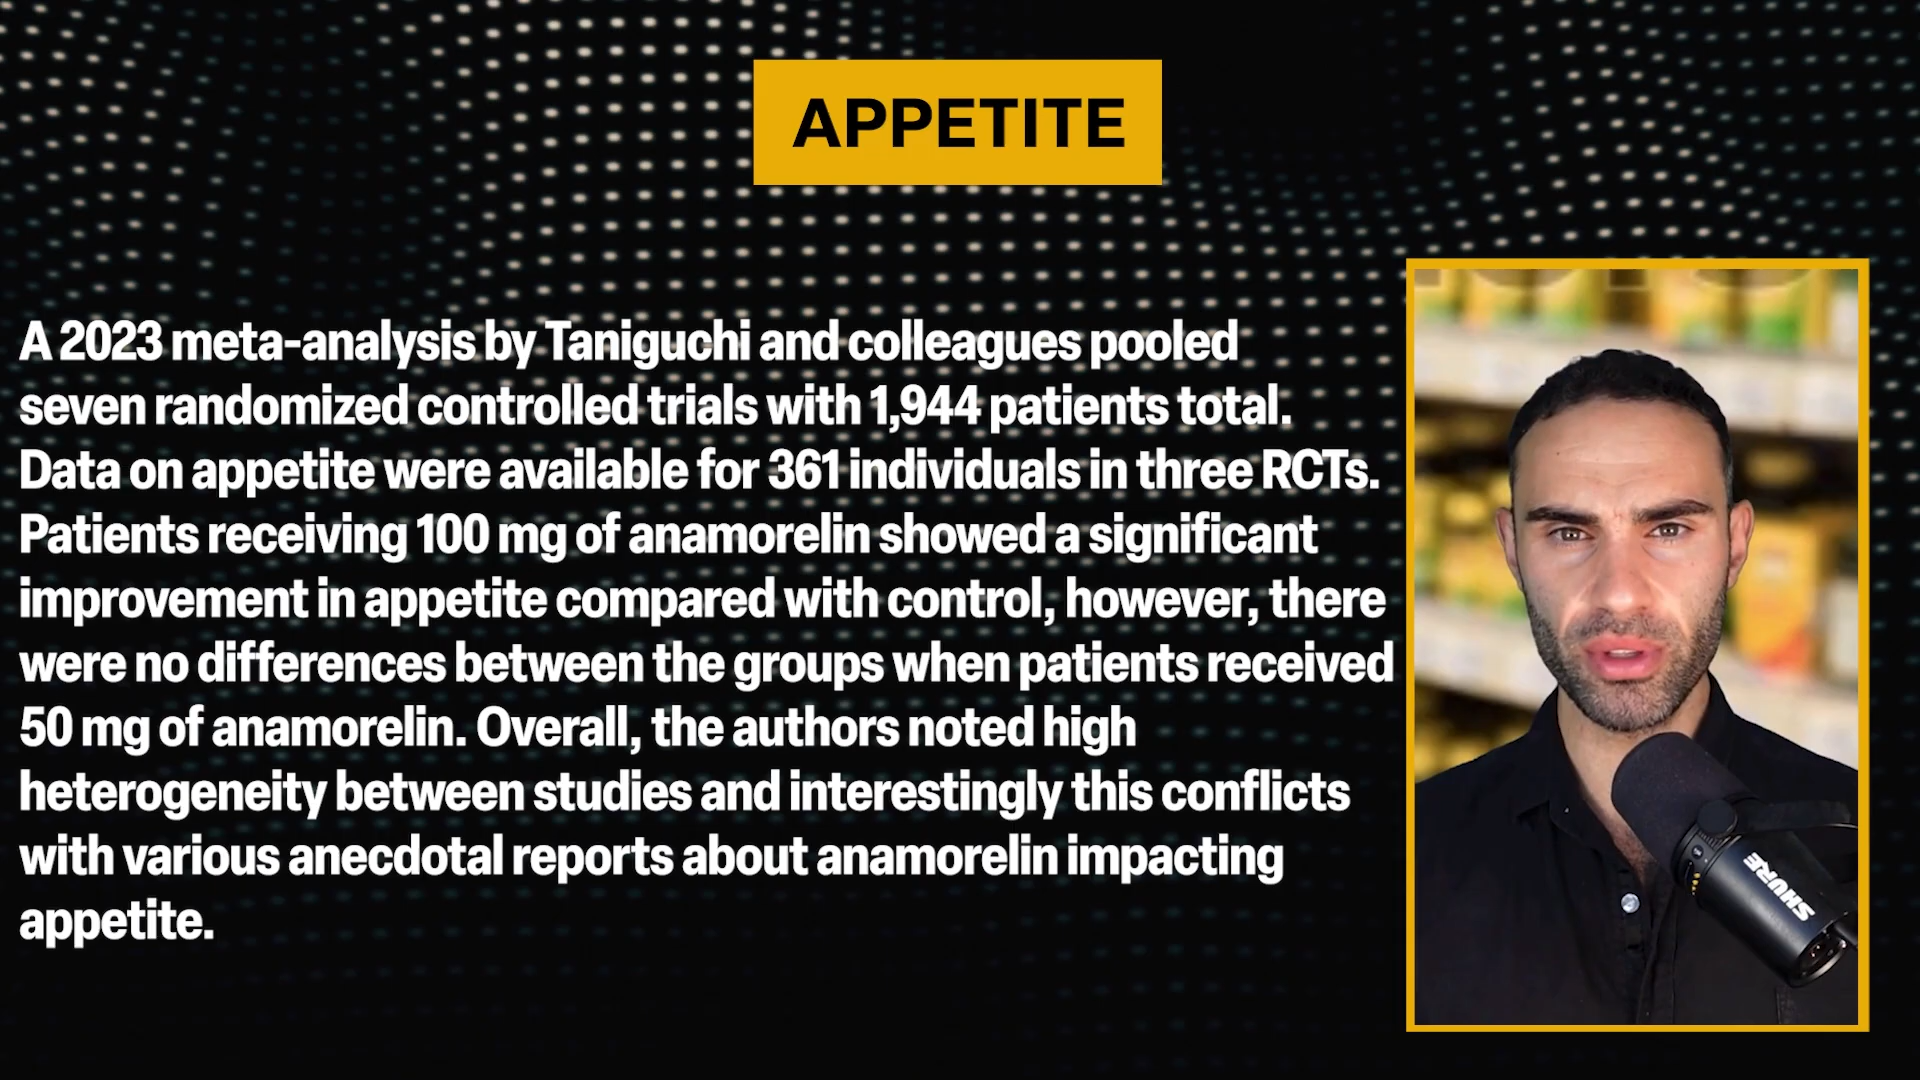 APPETITE
A 2023 meta-analysis by Taniguchi and colleagues pooled
seven randomized controlled trials with 1,944 patients total.
Data on appetite were available for 361 individuals in three RCTs.
Patients receiving 100 mg of anamorelin showed a significant
improvement in appetite compared with control, however, there
were no differences between the groups when patients received
50 mg of anamorelin. Overall, the authors noted high
heterogeneity between studies and interestingly this conflicts
with various anecdotal reports about anamorelin impacting
appetite.
SHURE